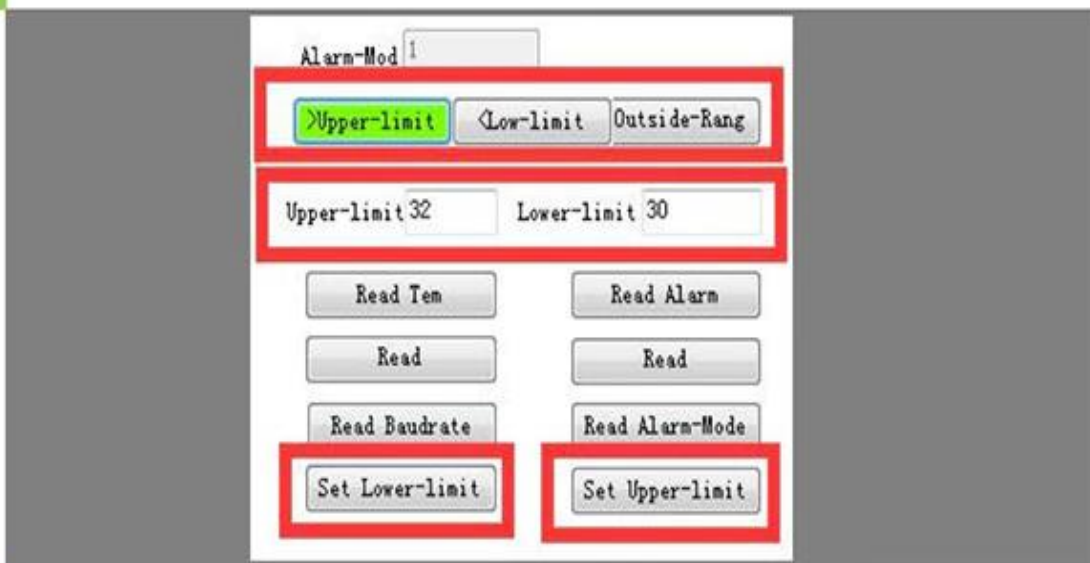 Alarm-Mod 1
>Upper-limit <Low-limit Outside-Rang
Upper-limit 32 Lower-limit 30
Read Tem Read Alarm
Read Read
Read Baudrate Read Alarm-Mode
Set Lower-limit Set Upper-limit